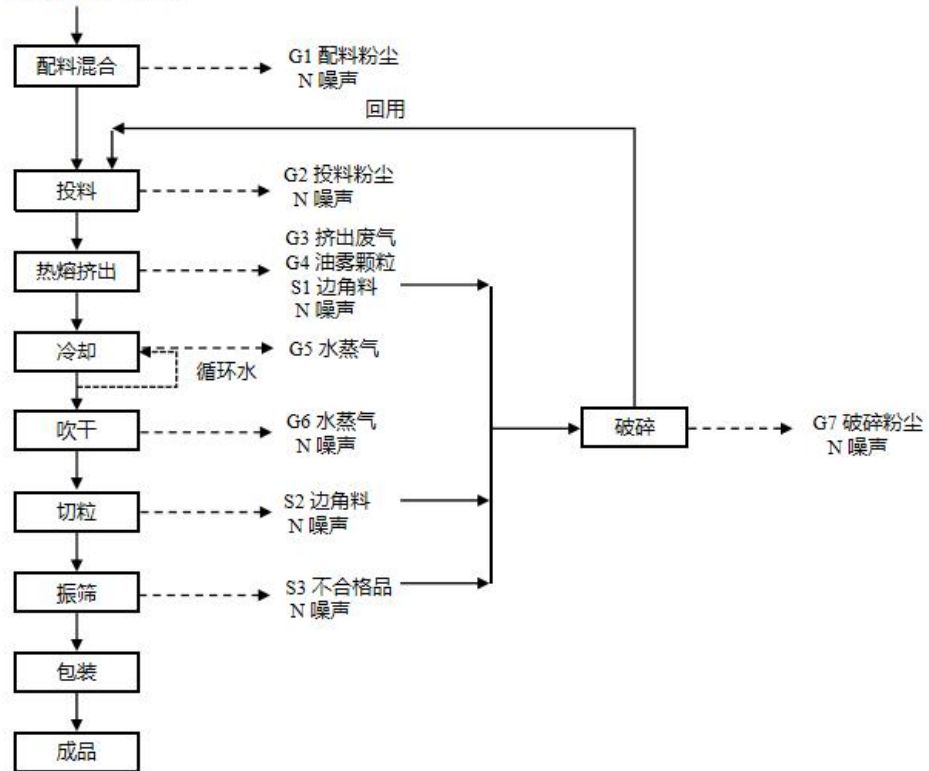 配料混合
G1 配料粉尘
N 噪声
回用
投料
G2 投料粉尘
N 噪声
热熔挤出
G3 挤出废气
G4 油雾颗粒
S1 边角料
N 噪声
冷却
G5 水蒸气
循环水
吹干
G6 水蒸气
N 噪声
破碎
G7 破碎粉尘
N 噪声
切粒
S2 边角料
N 噪声
振筛
S3 不合格品
N 噪声
包装
成品